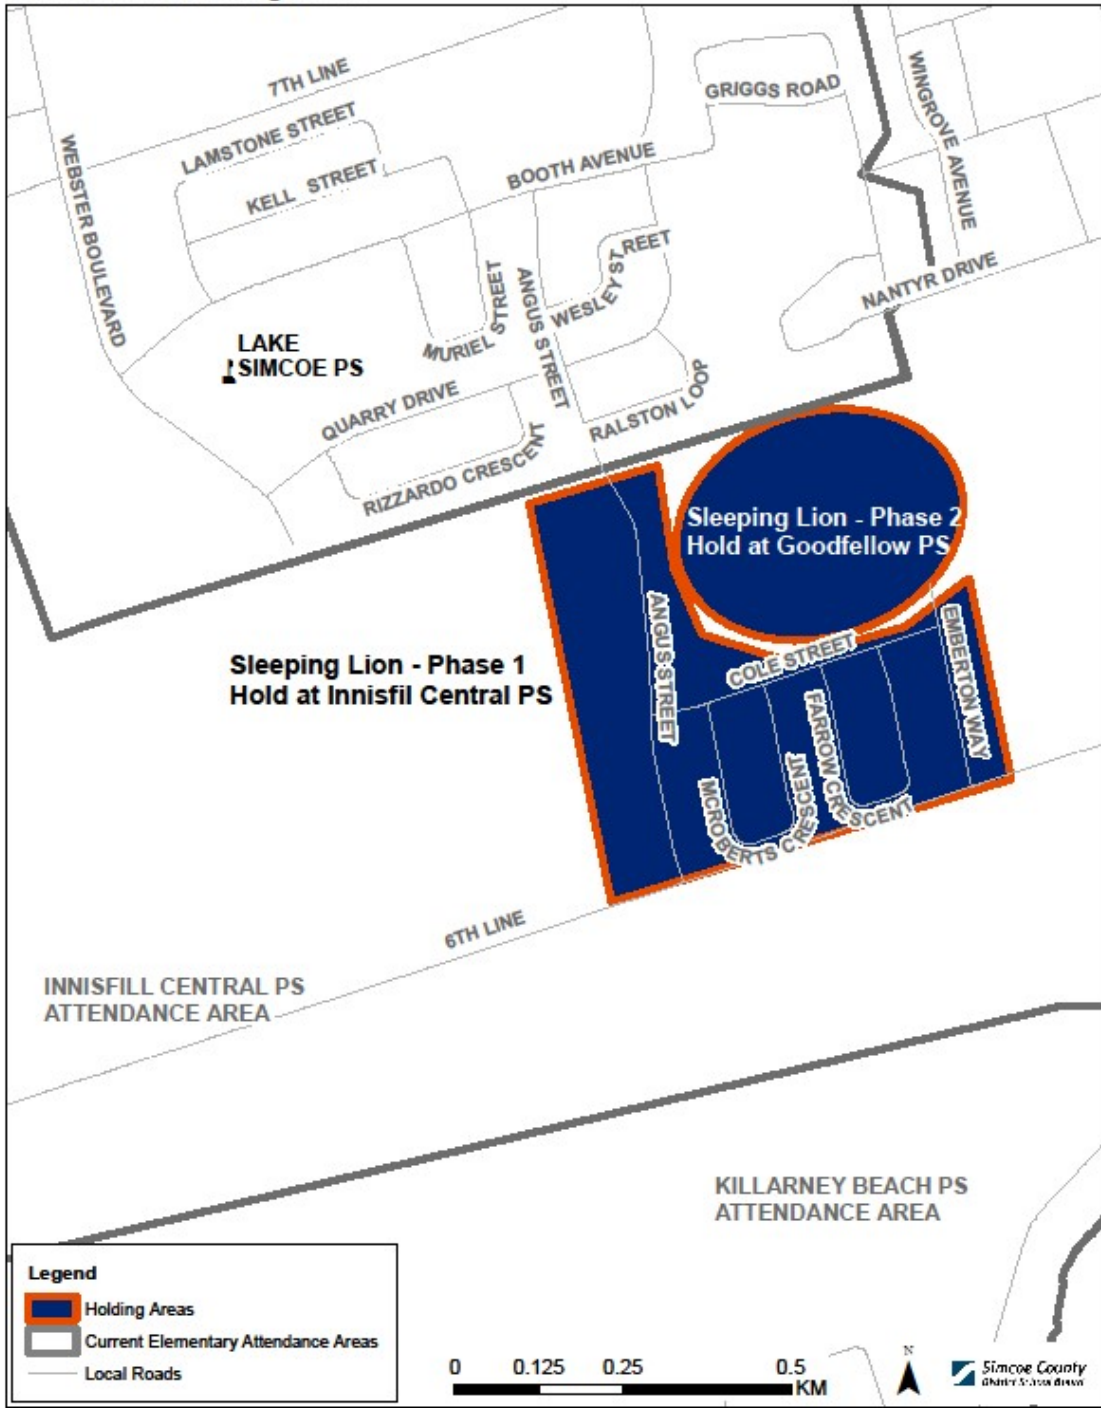 7TH LINE
LAMSTONE STREET
KELL STREET
WEBSTER BOULEVARD
BOOTH AVENUE
GRIGGS ROAD
WINGROVE AVENUE
WESLEY STREET
NANTYR DRIVE
MURIEL STREET
ANGUS STREET
LAKE
SIMCOE PS
QUARRY DRIVE
RALSTON LOOP
RIZZARDO CRESCENT
Sleeping Lion - Phase 2
Hold at Goodfellow PS
Sleeping Lion - Phase 1
Hold at Innisfil Central PS
ANGUS STREET
COLE STREET
EMBERTON WAY
FARROW CRESCENT
MCROBERTS CRESCENT
6TH LINE
INNISFILL CENTRAL PS
ATTENDANCE AREA
KILLARNEY BEACH PS
ATTENDANCE AREA
Legend
Holding Areas
Current Elementary Attendance Areas
Local Roads
0 0.125 0.25 0.5
KM
N
Simcoe County
District School Board